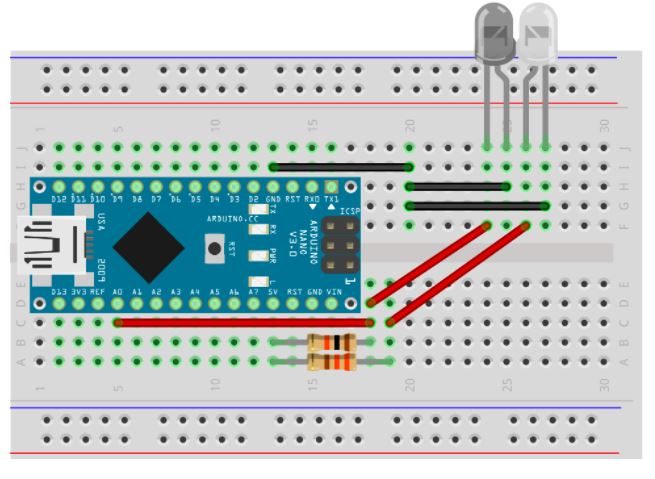 1 5 10 15 20 25 30
J
I
H
G
F
D12 D11 D10 D9 D8 D7 D6 D5 D4 D3 D2 GND RST RX0 TX1
TX
RX
PWR
L
ARDUINO.CC
RST
ARDUINO
NANO
V3.0
ICSP
1
USA
2009
D13 3V3 REF A0 A1 A2 A3 A4 A5 A6 A7 5V RST GND VIN
E
D
C
B
A
1 5 10 15 20 25 30